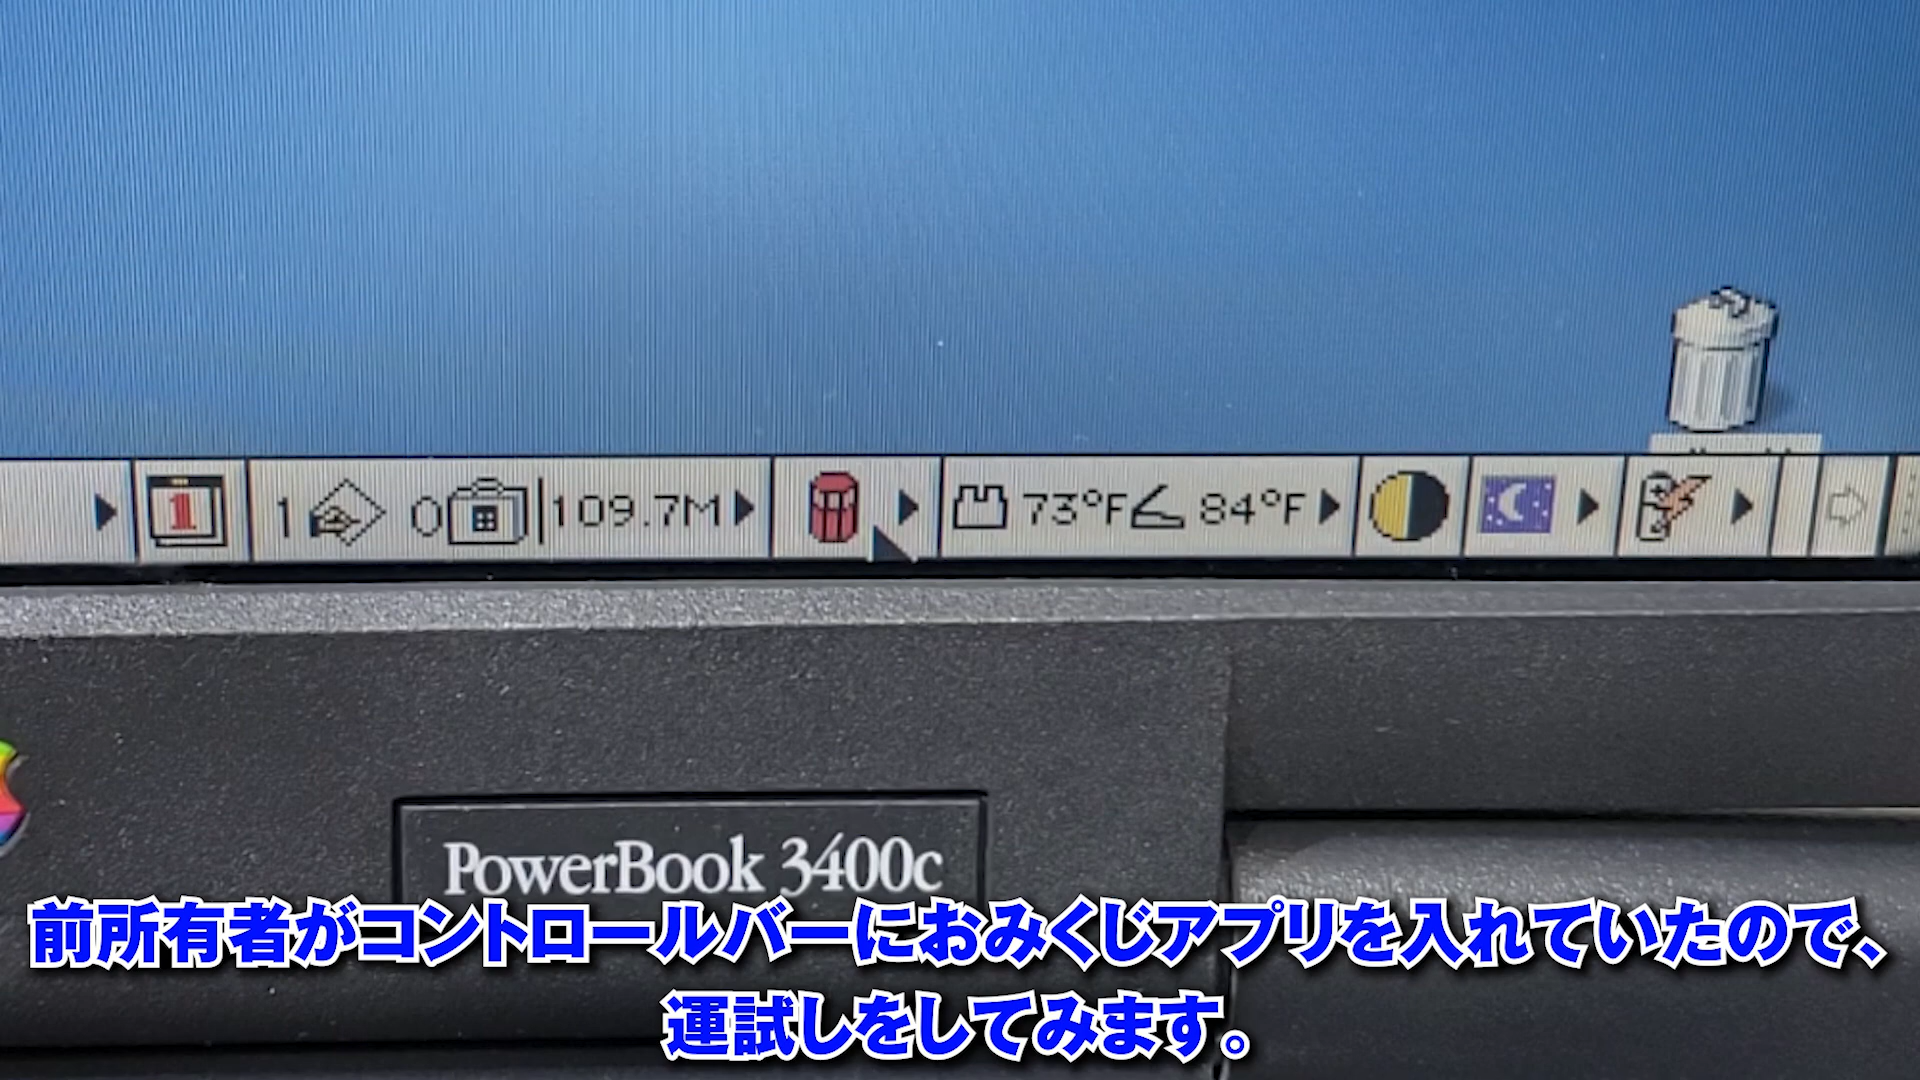 1
1 0 109.7M
73°F 84°F
PowerBook 3400c
前所有者がコントロールバーにおみくじアプリを入れていたので、
運試しをしてみます。